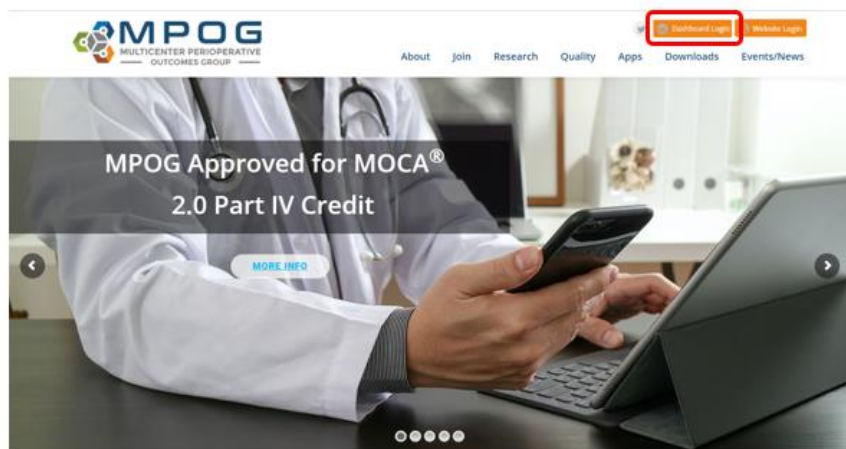 MPOG
MULTICENTER PERIOPERATIVE
OUTCOMES GROUP
Dashboard Login
Website Login
About Join Research Quality Apps Downloads Events/News
MPOG Approved for MOCA®
2.0 Part IV Credit
MORE INFO